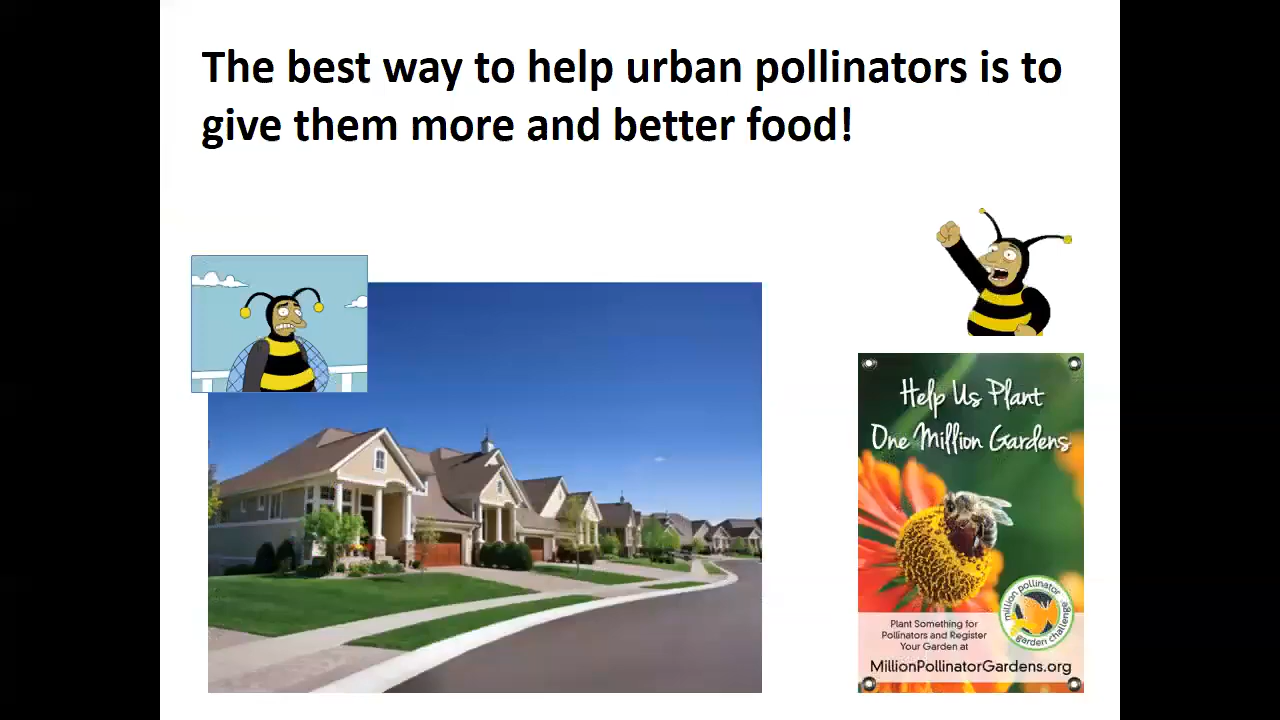 The best way to help urban pollinators is to
give them more and better food!
Help Us Plant
One Million Gardens
million pollinator
garden challenge
Plant Something for
Pollinators and Register
Your Garden at
MillionPollinatorGardens.org